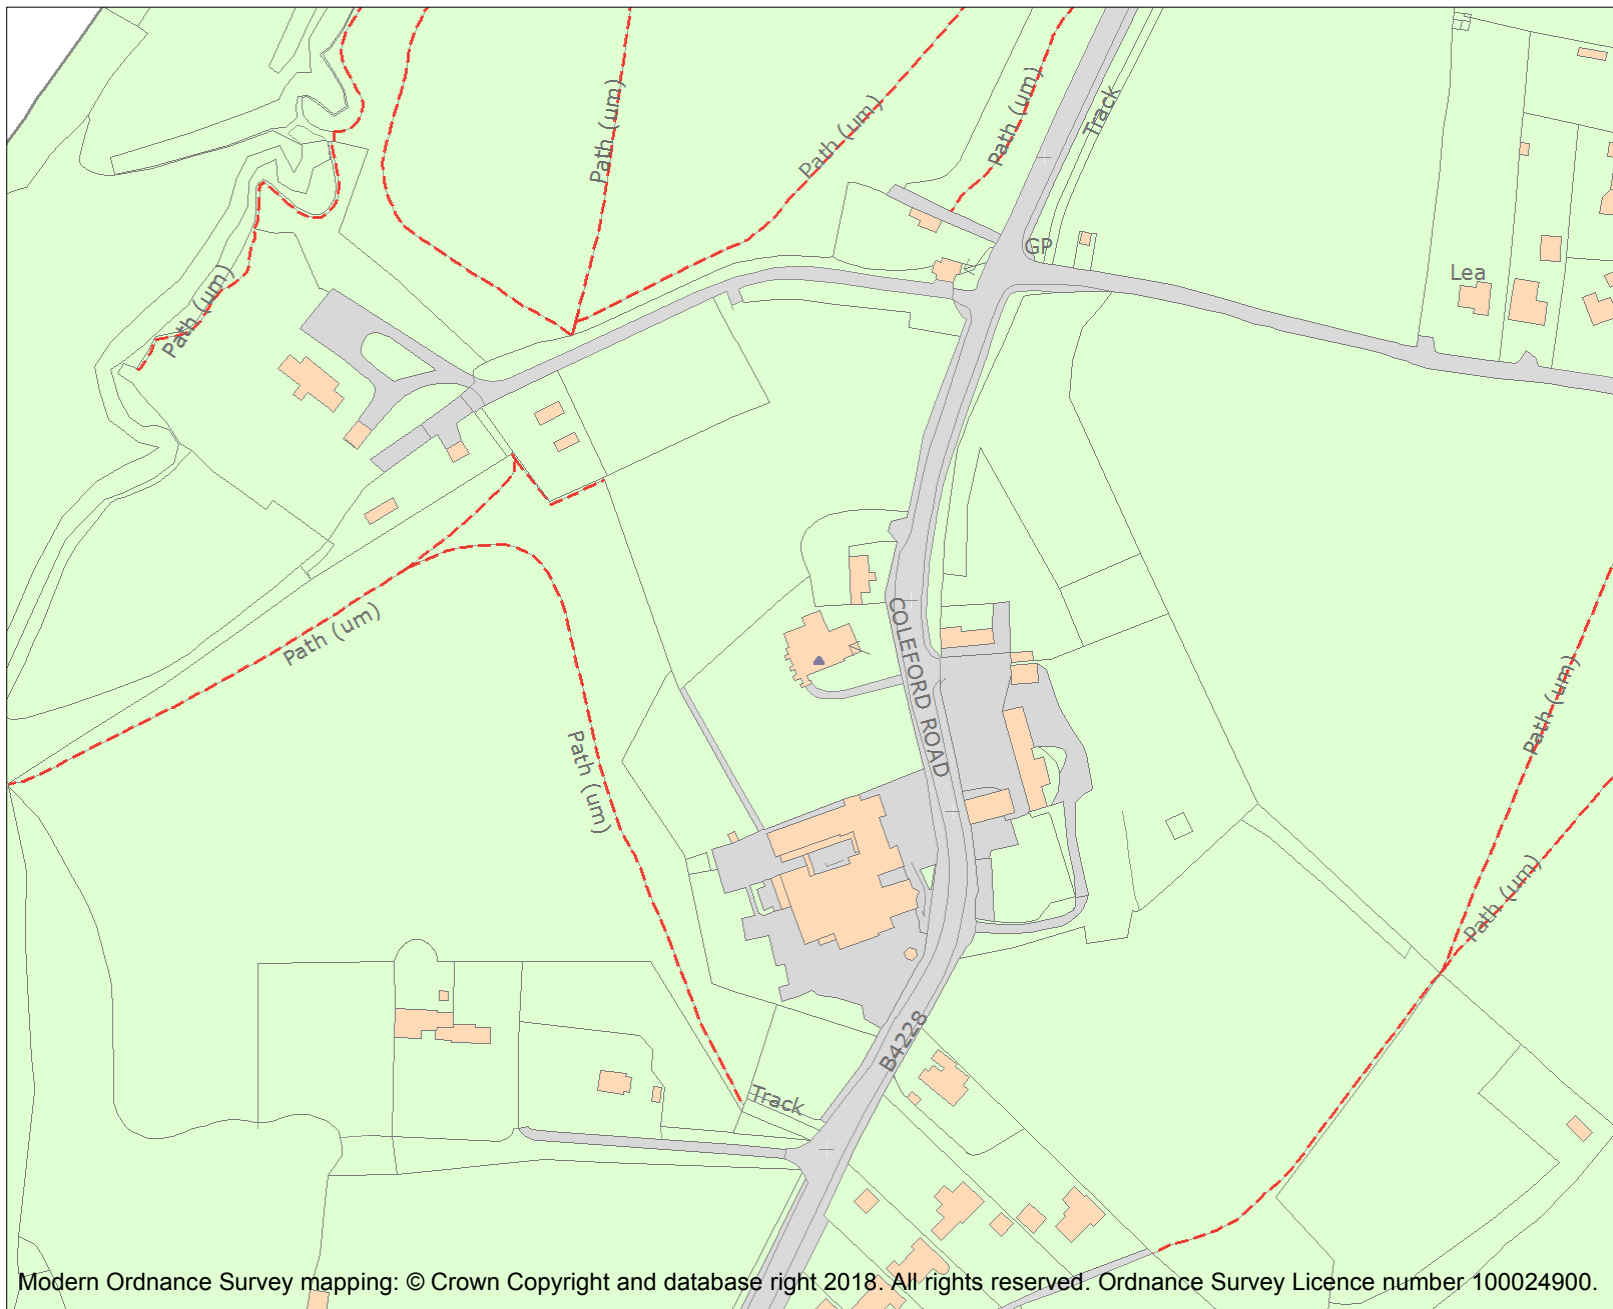 Path (um)
Path (um)
Path (um)
Track
GP
Lea
Path (um)
Path (um)
COLEFORD ROAD
Path (um)
Path (um)
Path (um)
B4228
Track
Modern Ordnance Survey mapping: © Crown Copyright and database right 2018. All rights reserved. Ordnance Survey Licence number 100024900.